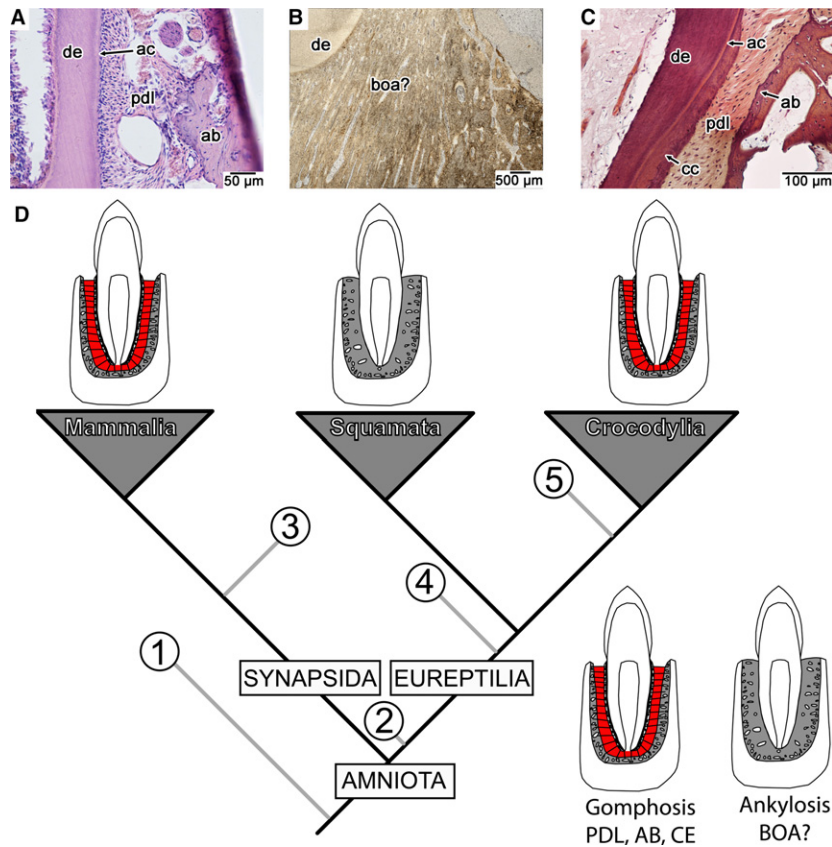 A
de
ac
pdl
ab
50 µm
B
de
boa?
500 µm
C
de
ac
ab
pdl
cc
100 µm
D
Mammalia
Squamata
Crocodylia
5
3
4
1
SYNAPSIDA
EUREPTILIA
2
AMNIOTA
Gomphosis
PDL, AB, CE
Ankylosis
BOA?